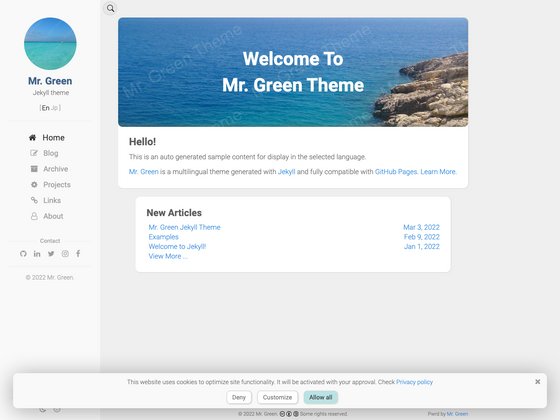 Mr. Green
Jekyll theme
[ En Jp ]
Home
Blog
Archive
Projects
Links
About
Contact
© 2022 Mr. Green.
Mr. Green Theme
Welcome To
Mr. Green Theme
Hello!
This is an auto generated sample content for display in the selected language.
Mr. Green is a multilingual theme generated with Jekyll and fully compatible with GitHub Pages. Learn More.
New Articles
Mr. Green Jekyll Theme Mar 3, 2022
Examples Feb 9, 2022
Welcome to Jekyll! Jan 1, 2022
View More ...
This website uses cookies to optimize site functionality. It will be activated with your approval. Check Privacy policy
Deny Customize Allow all
© 2022 Mr. Green. Some rights reserved. Pwrd by Mr. Green